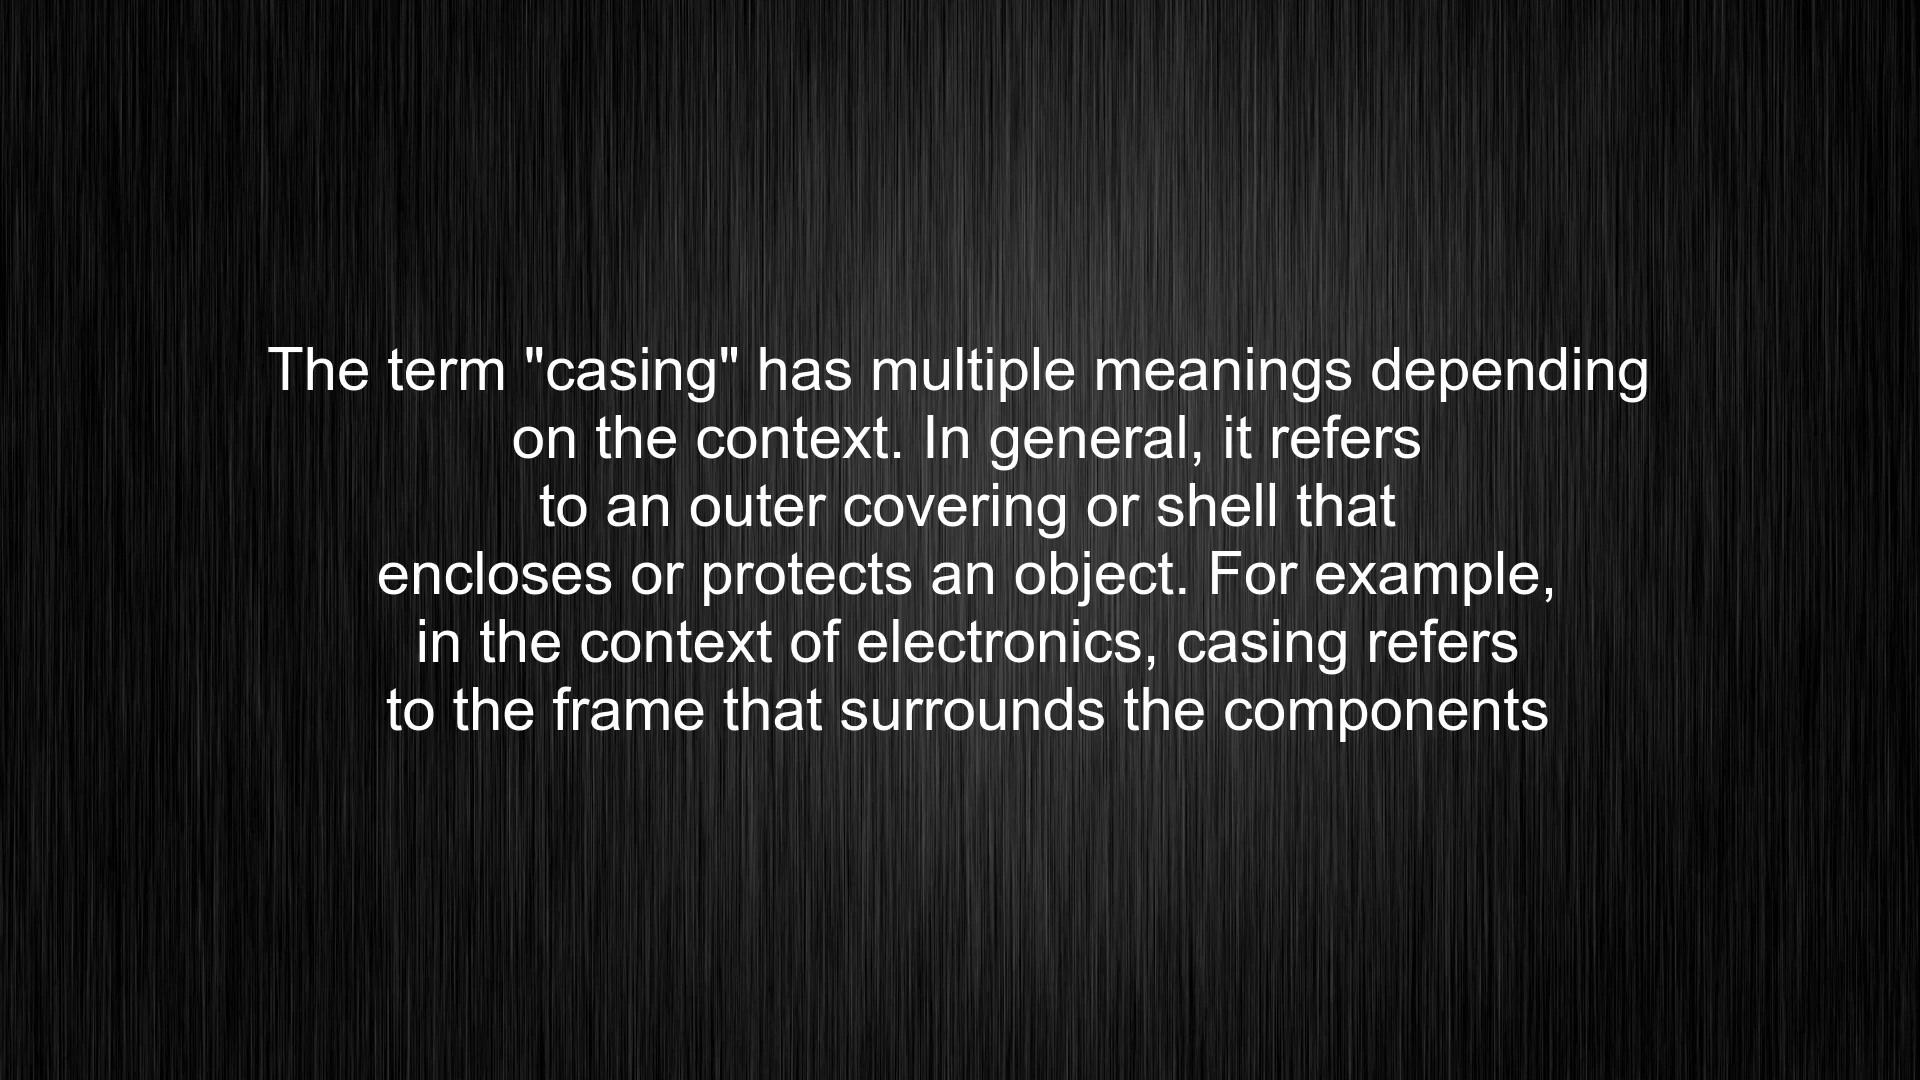 The term "casing" has multiple meanings depending
on the context. In general, it refers
to an outer covering or shell that
encloses or protects an object. For example,
in the context of electronics, casing refers
to the frame that surrounds the components